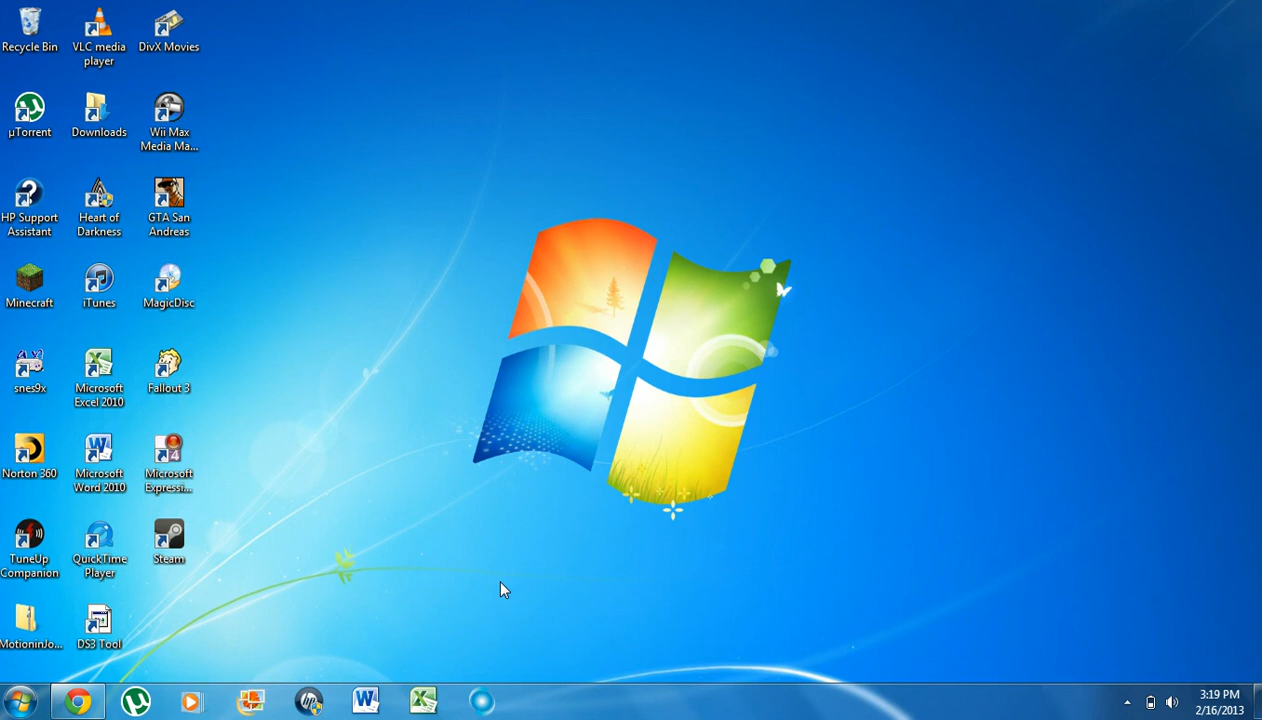 Recycle Bin
VLC media
player
DivX Movies
µTorrent
Downloads
Wii Max
Media Ma...
HP Support
Assistant
Heart of
Darkness
GTA San
Andreas
Minecraft
iTunes
MagicDisc
snes9x
Microsoft
Excel 2010
Fallout 3
Norton 360
Microsoft
Word 2010
Microsoft
Expressi...
TuneUp
Companion
QuickTime
Player
Steam
MotioninJo...
DS3 Tool
3:19 PM
2/16/2013